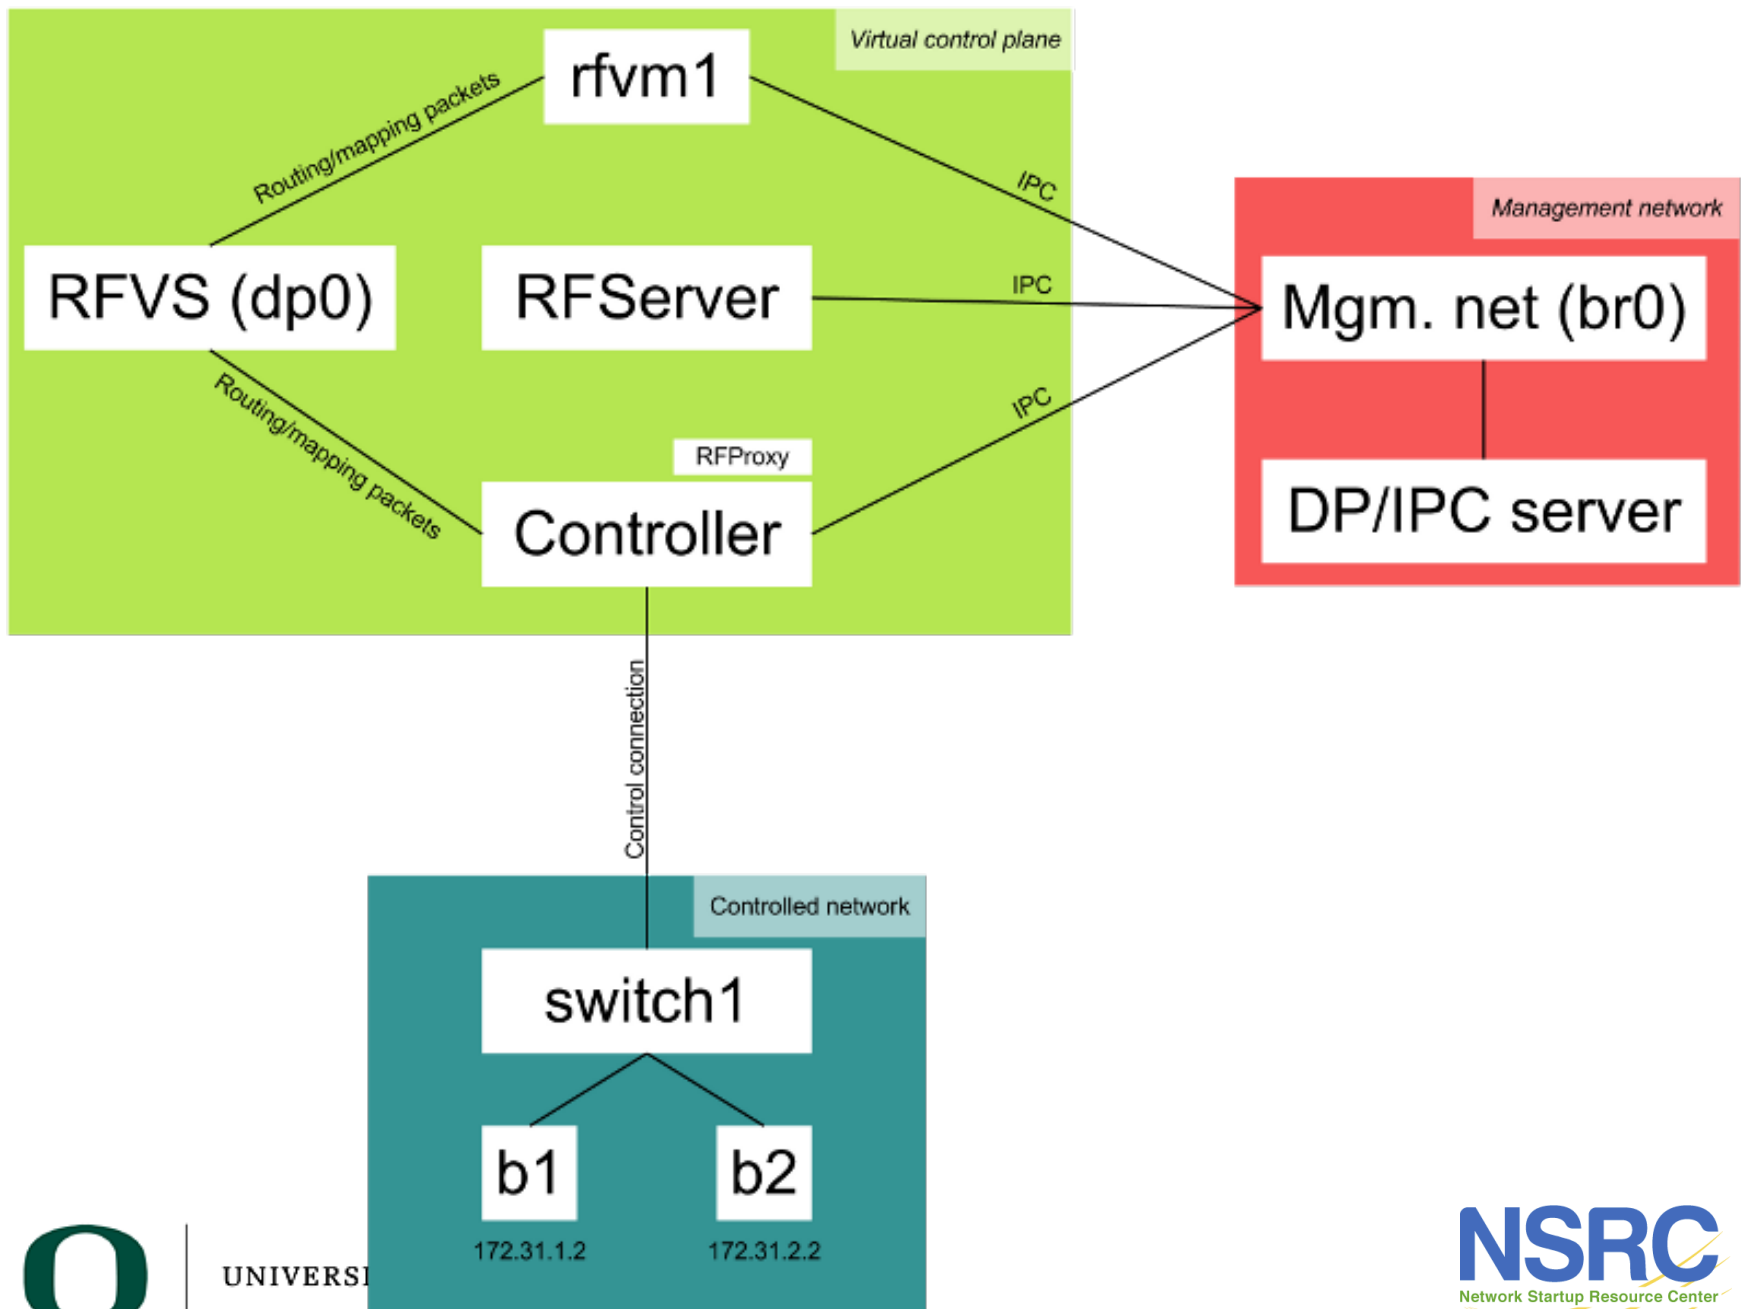 Virtual control plane
rfvm1
Routing/mapping packets
IPC
Management network
RFVS (dp0)
RFServer
IPC
Mgm. net (br0)
Routing/mapping packets
IPC
RFProxy
Controller
DP/IPC server
Control connection
Controlled network
switch1
b1
b2
172.31.1.2
172.31.2.2
O
UNIVERSI
NSRC
Network Startup Resource Center